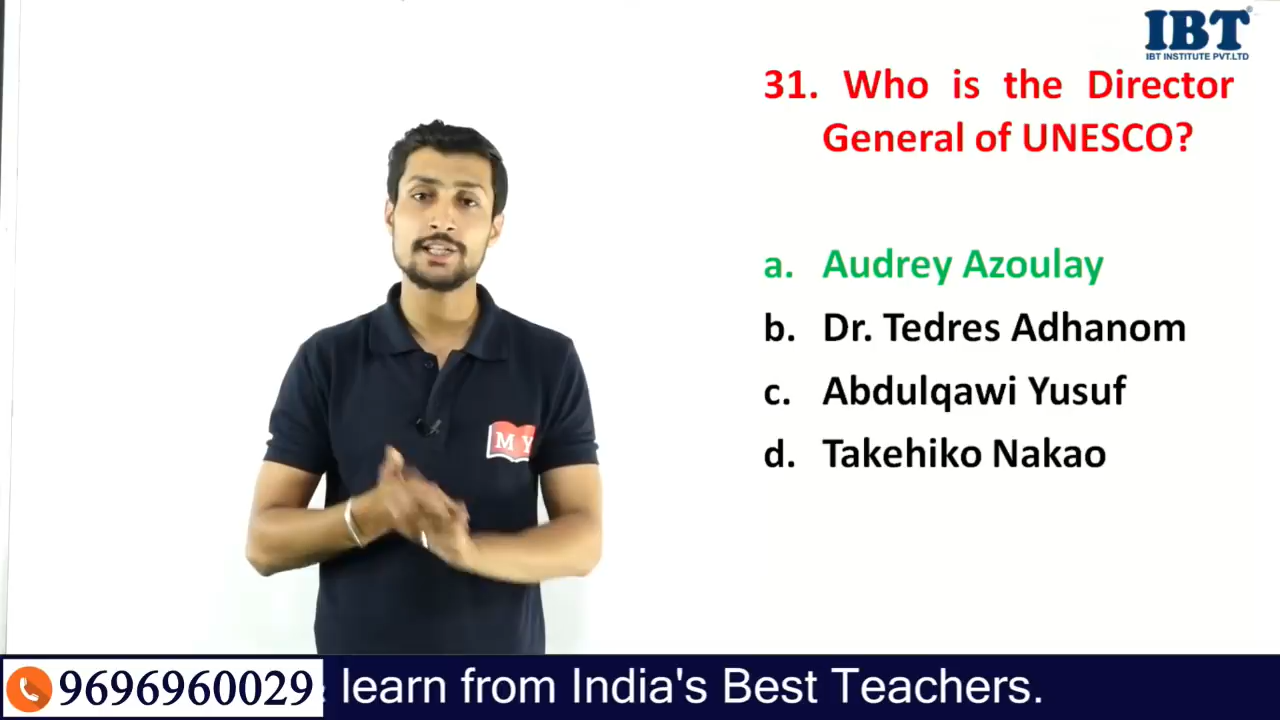 IBT
IBT INSTITUTE PVT.LTD
31. Who is the Director
General of UNESCO?
a. Audrey Azoulay
b. Dr. Tedres Adhanom
c. Abdulqawi Yusuf
d. Takehiko Nakao
M Y
9696960029
learn from India's Best Teachers.